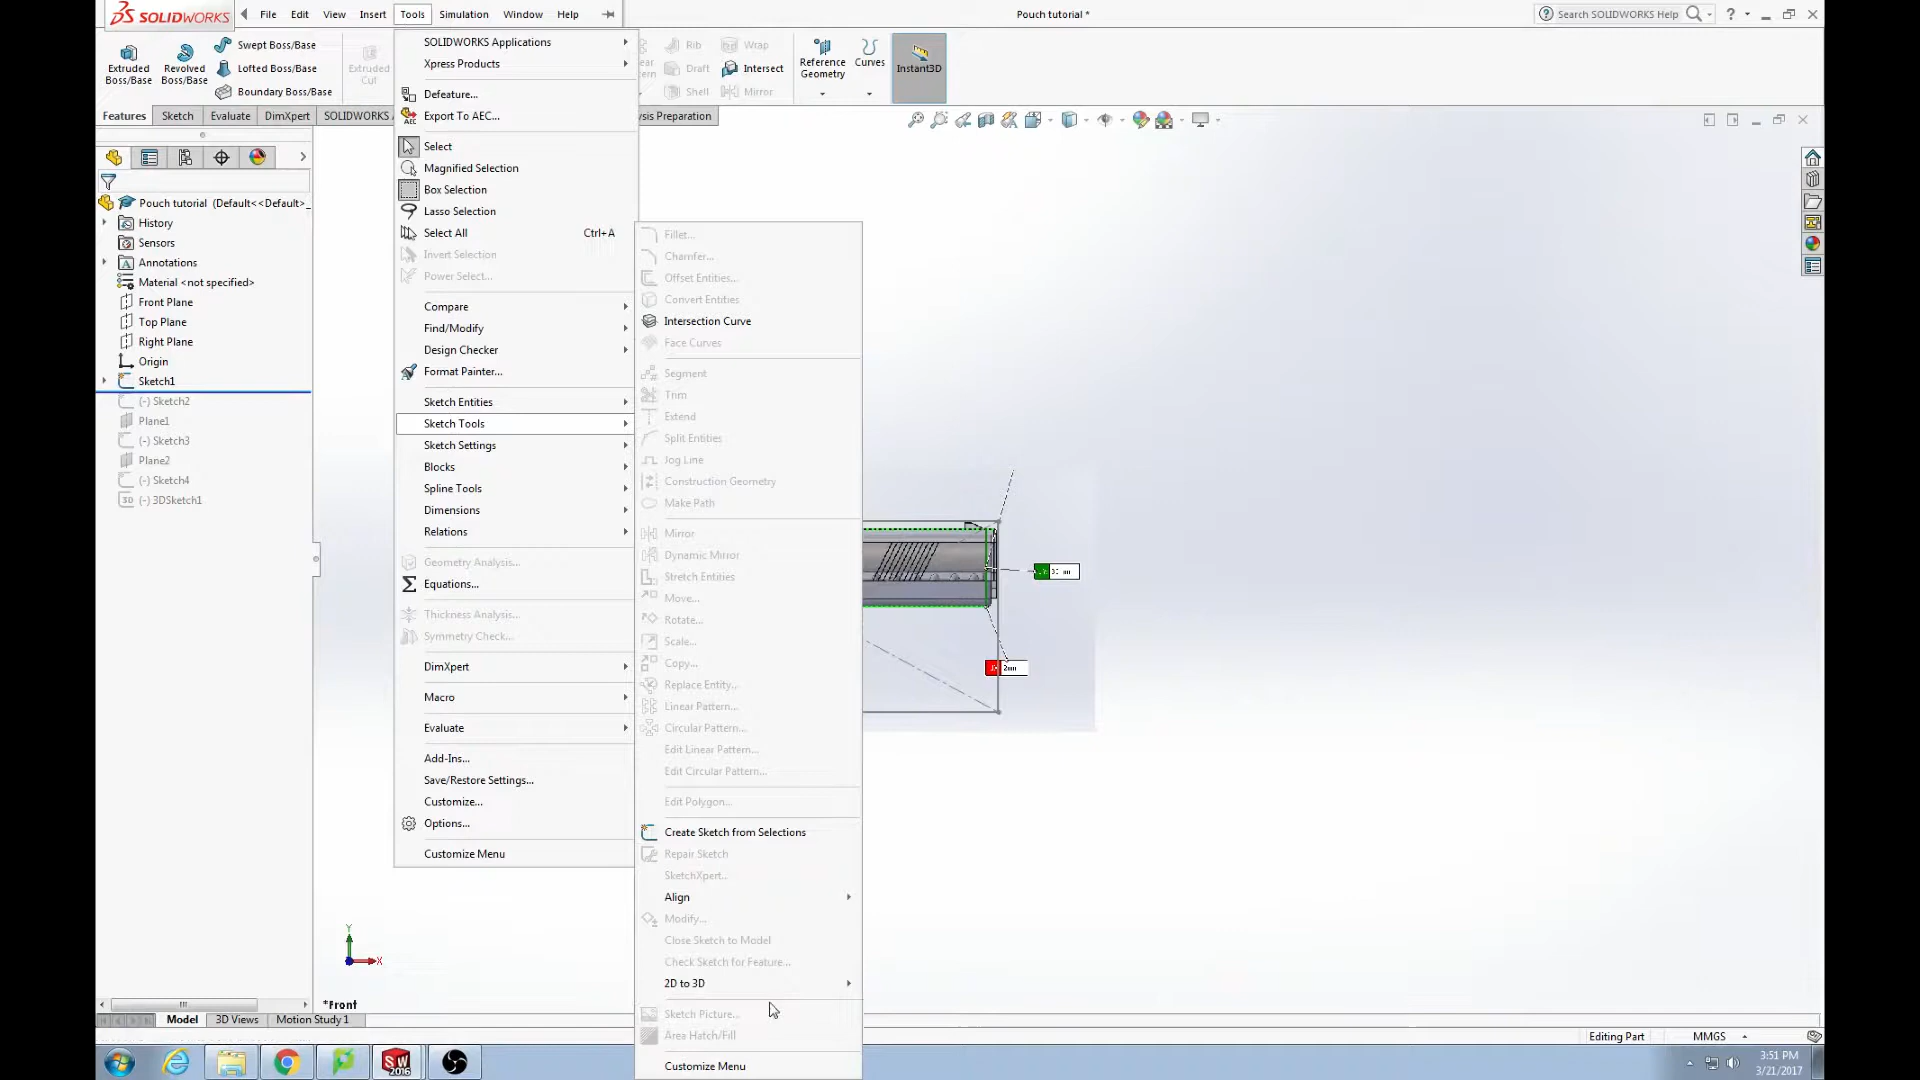 SOLIDWORKS File Edit View Insert Tools Simulation Window Help Pouch tutorial * Search SOLIDWORKS Help
Extruded Boss/Base
Revolved Boss/Base
Swept Boss/Base
Lofted Boss/Base
Boundary Boss/Base
Extruded Cut
Rib
Draft
Shell
Wrap
Intersect
Mirror
Reference Geometry
Curves
Instant3D
Features Sketch Evaluate DimXpert SOLIDWORKS
Preparation
Pouch tutorial (Default<<Default>_
History
Sensors
Annotations
Material <not specified>
Front Plane
Top Plane
Right Plane
Origin
Sketch1
(-) Sketch2
Plane1
(-) Sketch3
Plane2
(-) Sketch4
3D (-) 3DSketch1
SOLIDWORKS Applications
Xpress Products
Defeature...
Export To AEC...
Select
Magnified Selection
Box Selection
Lasso Selection
Select All Ctrl+A
Invert Selection
Power Select...
Compare
Find/Modify
Design Checker
Format Painter...
Sketch Entities
Sketch Tools
Sketch Settings
Blocks
Spline Tools
Dimensions
Relations
Geometry Analysis...
Equations...
Thickness Analysis...
Symmetry Check...
DimXpert
Macro
Evaluate
Add-Ins...
Save/Restore Settings...
Customize...
Options...
Customize Menu
Fillet...
Chamfer...
Offset Entities...
Convert Entities
Intersection Curve
Face Curves
Segment
Trim
Extend
Split Entities
Jog Line
Construction Geometry
Make Path
Mirror
Dynamic Mirror
Stretch Entities
Move...
Rotate...
Scale...
Copy...
Replace Entity...
Linear Pattern...
Circular Pattern...
Edit Linear Pattern...
Edit Circular Pattern...
Edit Polygon...
Create Sketch from Selections
Repair Sketch
SketchXpert...
Align
Modify...
Close Sketch to Model
Check Sketch for Feature...
2D to 3D
Sketch Picture...
Area Hatch/Fill
Customize Menu
2mm
Y
X
*Front
Model 3D Views Motion Study 1
Editing Part MMGS
SW 2016
3:51 PM
3/21/2017